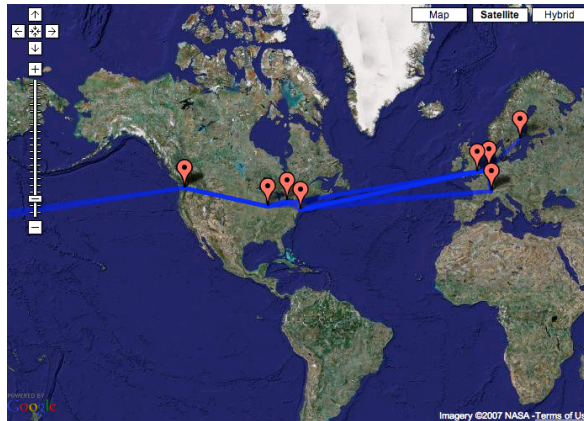 Map Satellite Hybrid
POWERED BY
Google
Imagery ©2007 NASA - Terms of Us